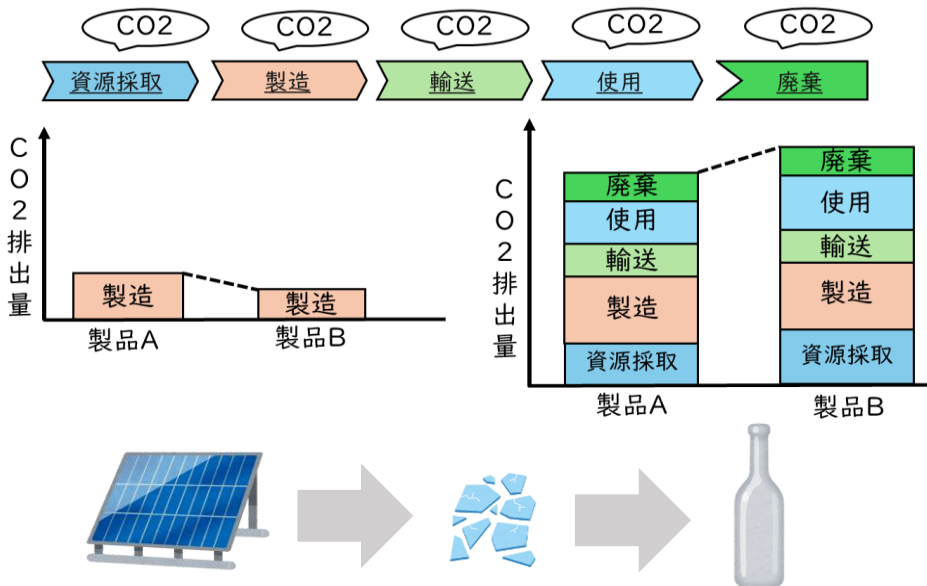 CO2
CO2
CO2
CO2
CO2
資源採取
製造
輸送
使用
廃棄
CO2排出量
製造
製造
製品A
製品B
CO2排出量
廃棄
使用
輸送
製造
資源採取
廃棄
使用
輸送
製造
資源採取
製品A
製品B